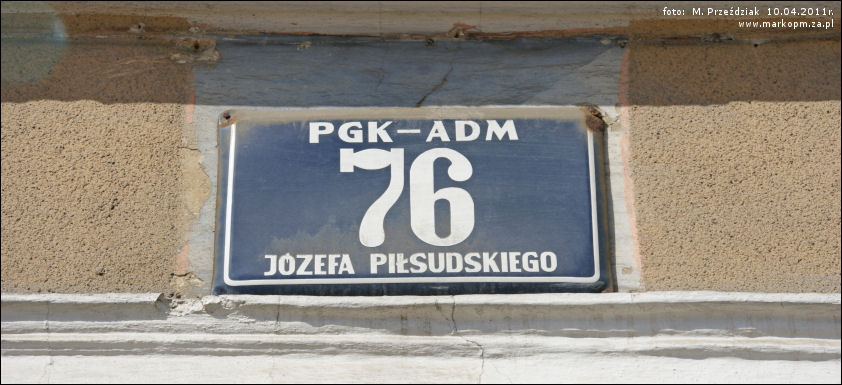 foto: M. Przeździak 10.04.2011r.
www.markopm.za.pl
PGK-ADM
76
JÓZEFA PIŁSUDSKIEGO